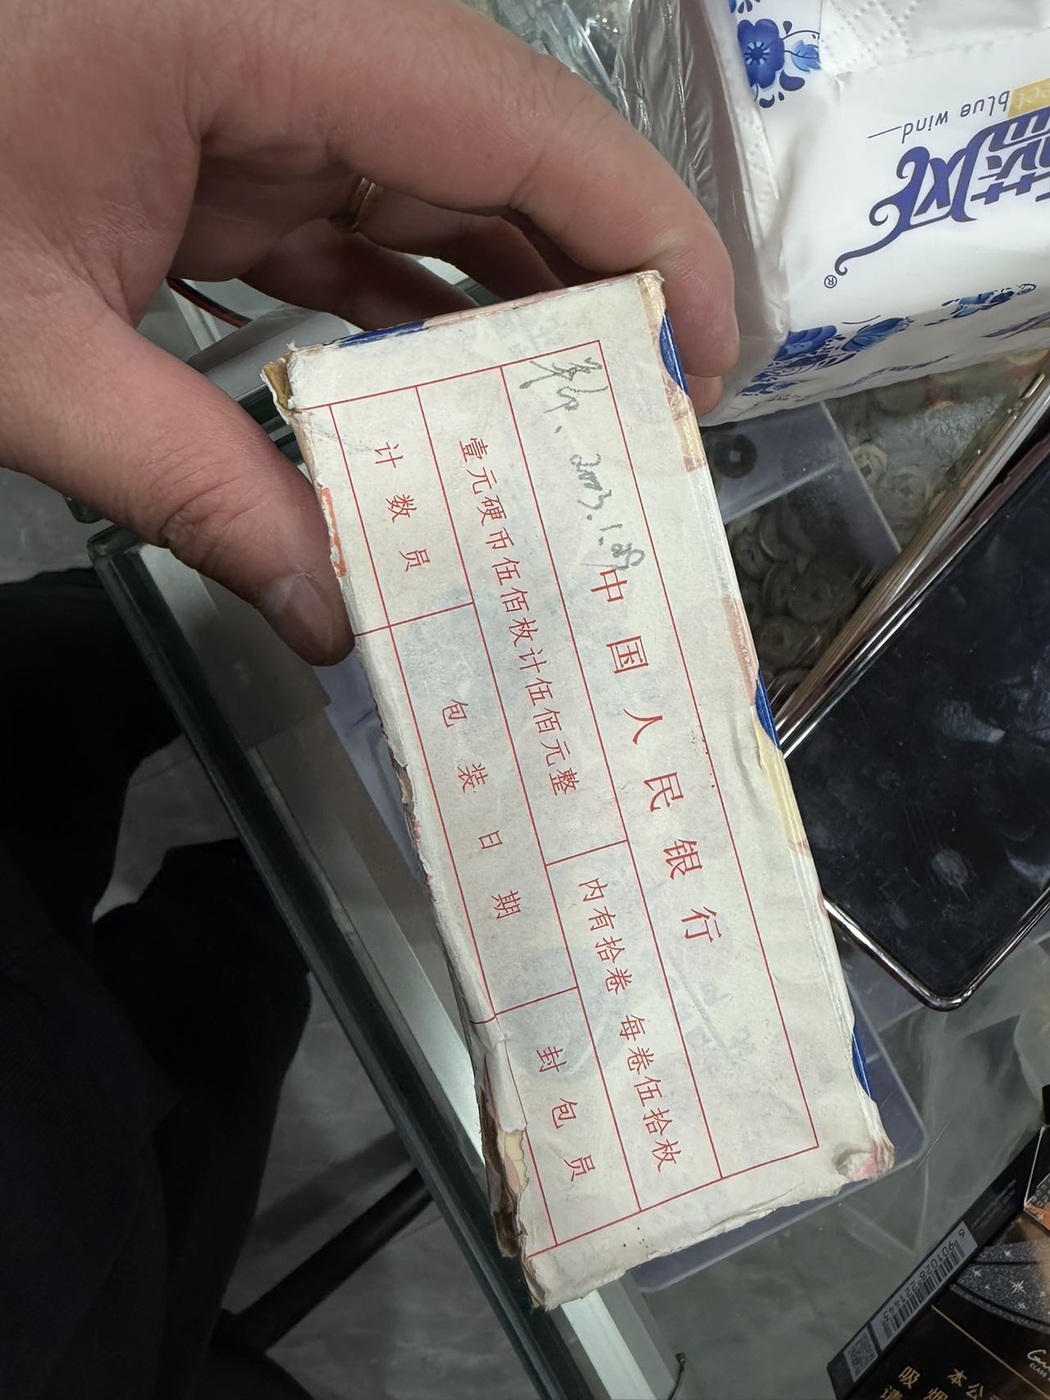 中国人民银行
壹元硬币伍佰枚计伍佰元整
内有拾卷 每卷伍拾枚
计数员
包装日期
封包员
2003.1.
blue wind
®